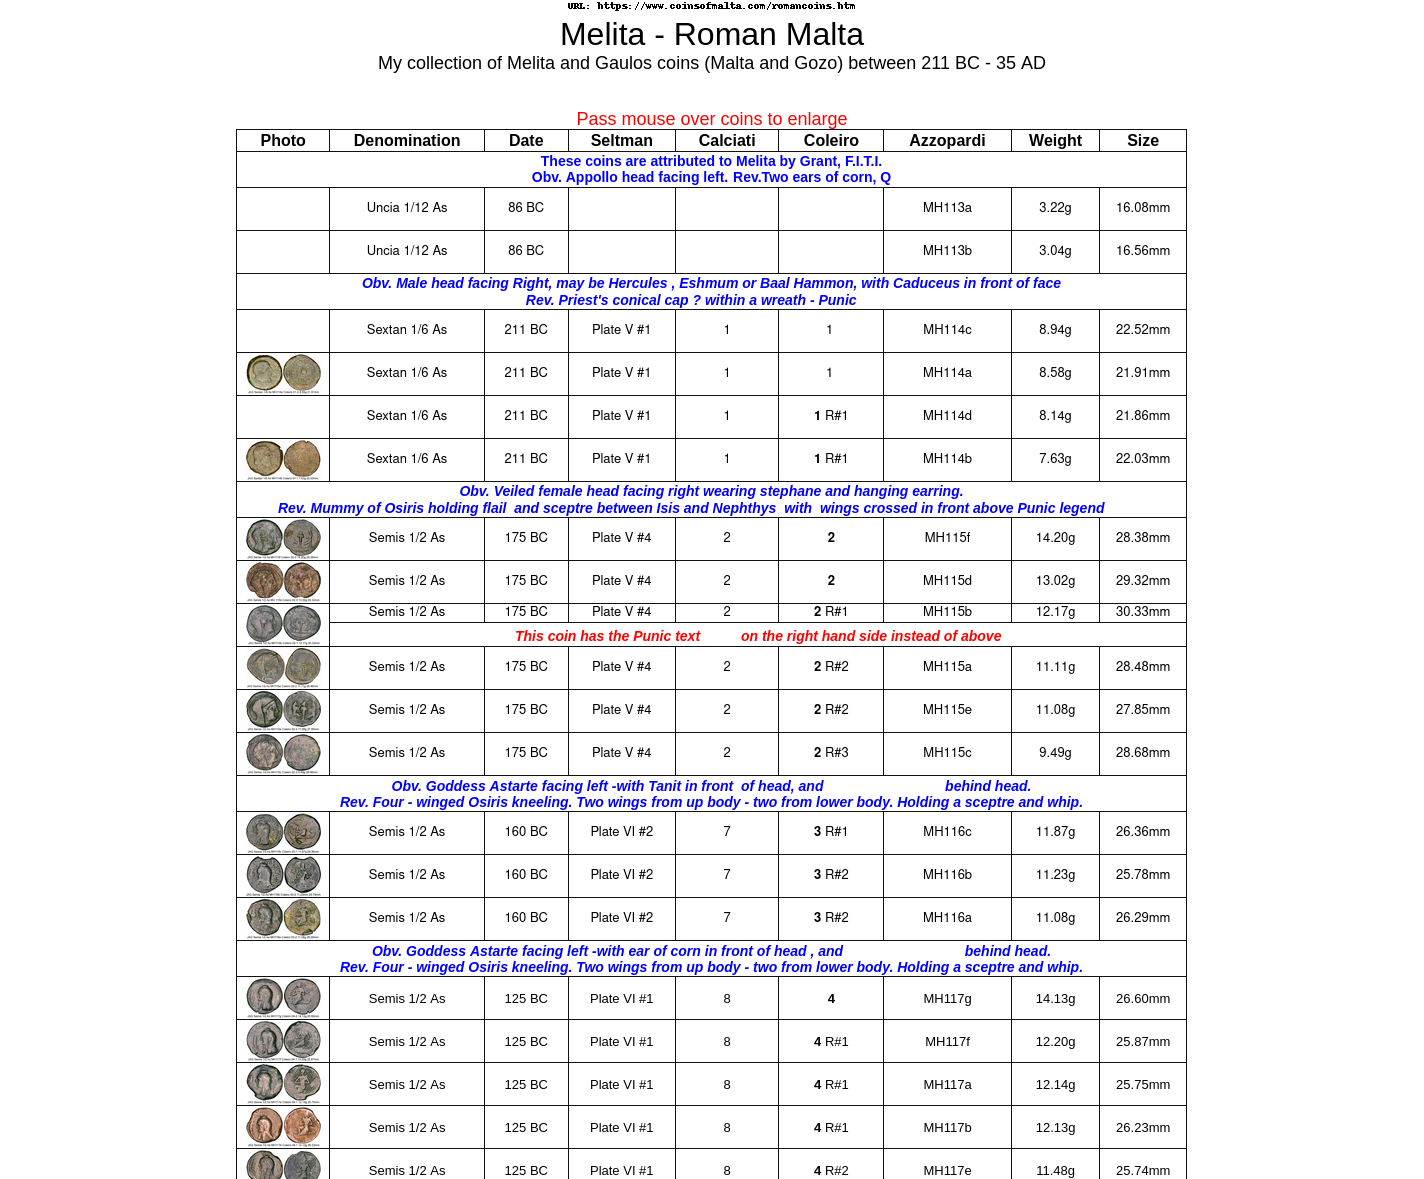 URL: https://www.coinsofmalta.com/romancoins.htm
Melita - Roman Malta
My collection of Melita and Gaulos coins (Malta and Gozo) between 211 BC - 35 AD
Pass mouse over coins to enlarge
Photo Denomination Date Seltman Calciati Coleiro Azzopardi Weight Size
These coins are attributed to Melita by Grant, F.I.T.I.
Obv. Appollo head facing left. Rev.Two ears of corn, Q
Uncia 1/12 As 86 BC MH113a 3.22g 16.08mm
Uncia 1/12 As 86 BC MH113b 3.04g 16.56mm
Obv. Male head facing Right, may be Hercules , Eshmum or Baal Hammon, with Caduceus in front of face
Rev. Priest's conical cap ? within a wreath - Punic
Sextan 1/6 As 211 BC Plate V #1 1 1 MH114c 8.94g 22.52mm
Sextan 1/6 As 211 BC Plate V #1 1 1 MH114a 8.58g 21.91mm
Sextan 1/6 As 211 BC Plate V #1 1 1 R#1 MH114d 8.14g 21.86mm
Sextan 1/6 As 211 BC Plate V #1 1 1 R#1 MH114b 7.63g 22.03mm
Obv. Veiled female head facing right wearing stephane and hanging earring.
Rev. Mummy of Osiris holding flail and sceptre between Isis and Nephthys with wings crossed in front above Punic legend
Semis 1/2 As 175 BC Plate V #4 2 2 MH115f 14.20g 28.38mm
Semis 1/2 As 175 BC Plate V #4 2 2 MH115d 13.02g 29.32mm
Semis 1/2 As 175 BC Plate V #4 2 2 R#1 MH115b 12.17g 30.33mm
This coin has the Punic text on the right hand side instead of above
Semis 1/2 As 175 BC Plate V #4 2 2 R#2 MH115a 11.11g 28.48mm
Semis 1/2 As 175 BC Plate V #4 2 2 R#2 MH115e 11.08g 27.85mm
Semis 1/2 As 175 BC Plate V #4 2 2 R#3 MH115c 9.49g 28.68mm
Obv. Goddess Astarte facing left -with Tanit in front of head, and behind head.
Rev. Four - winged Osiris kneeling. Two wings from up body - two from lower body. Holding a sceptre and whip.
Semis 1/2 As 160 BC Plate VI #2 7 3 R#1 MH116c 11.87g 26.36mm
Semis 1/2 As 160 BC Plate VI #2 7 3 R#2 MH116b 11.23g 25.78mm
Semis 1/2 As 160 BC Plate VI #2 7 3 R#2 MH116a 11.08g 26.29mm
Obv. Goddess Astarte facing left -with ear of corn in front of head , and behind head.
Rev. Four - winged Osiris kneeling. Two wings from up body - two from lower body. Holding a sceptre and whip.
Semis 1/2 As 125 BC Plate VI #1 8 4 MH117g 14.13g 26.60mm
Semis 1/2 As 125 BC Plate VI #1 8 4 R#1 MH117f 12.20g 25.87mm
Semis 1/2 As 125 BC Plate VI #1 8 4 R#1 MH117a 12.14g 25.75mm
Semis 1/2 As 125 BC Plate VI #1 8 4 R#1 MH117b 12.13g 26.23mm
Semis 1/2 As 125 BC Plate VI #1 8 4 R#2 MH117e 11.48g 25.74mm